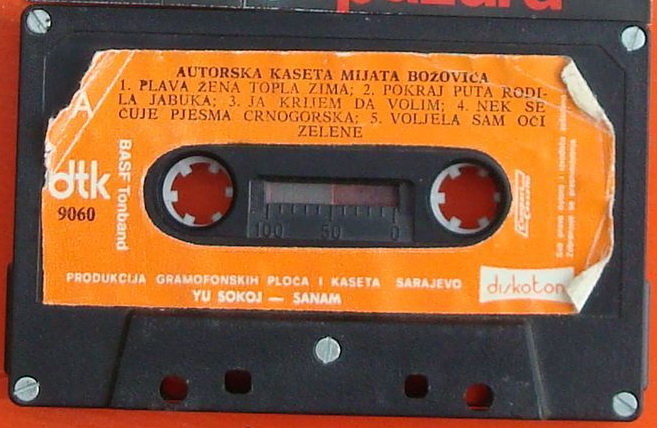 AUTORSKA KASETA MIJATA BOŽOVIĆA
1. PLAVA ŽENA TOPLA ZIMA; 2. POKRAJ PUTA RODI-
LA JABUKA; 3. JA KRIJEM DA VOLIM; 4. NEK SE
ČUJE PJESMA CRNOGORSKA; 5. VOLJELA SAM OČI
ZELENE
A
dtk
9060
BASF Tonband
100 50 0
Compact Cassette
PRODUKCIJA GRAMOFONSKIH PLOČA I KASETA SARAJEVO
YU SOKOJ — SANAM
diskoton